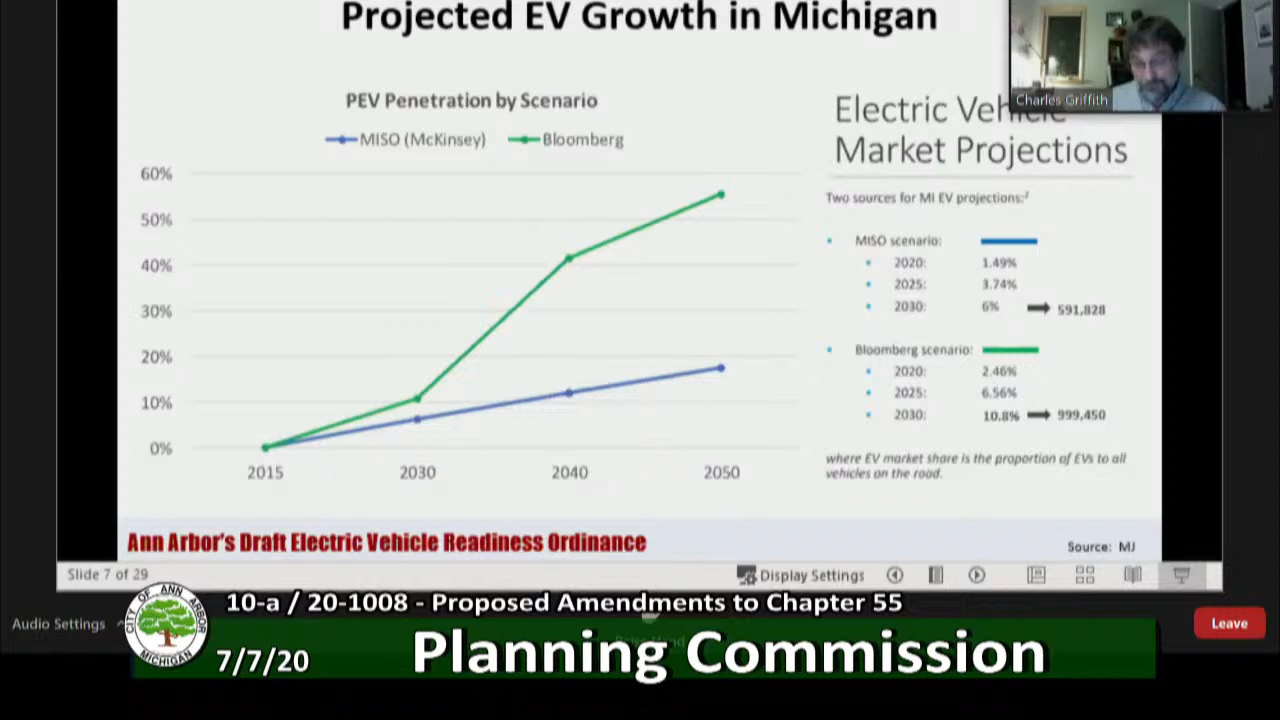 Projected EV Growth in Michigan
Charles Griffith
PEV Penetration by Scenario
MISO (McKinsey)
Bloomberg
60%
50%
40%
30%
20%
10%
0%
2015
2030
2040
2050
Electric Vehicle
Market Projections
Two sources for MI EV projections:
MISO scenario:
2020: 1.49%
2025: 3.74%
2030: 6% 591,828
Bloomberg scenario:
2020: 2.46%
2025: 6.56%
2030: 10.8% 999,450
where EV market share is the proportion of EVs to all
vehicles on the road.
Ann Arbor's Draft Electric Vehicle Readiness Ordinance
Source: MJ
Slide 7 of 29
Display Settings
10-a / 20-1008 - Proposed Amendments to Chapter 55
Audio Settings
Leave
CITY OF ANN ARBOR
MICHIGAN
7/7/20
Planning Commission